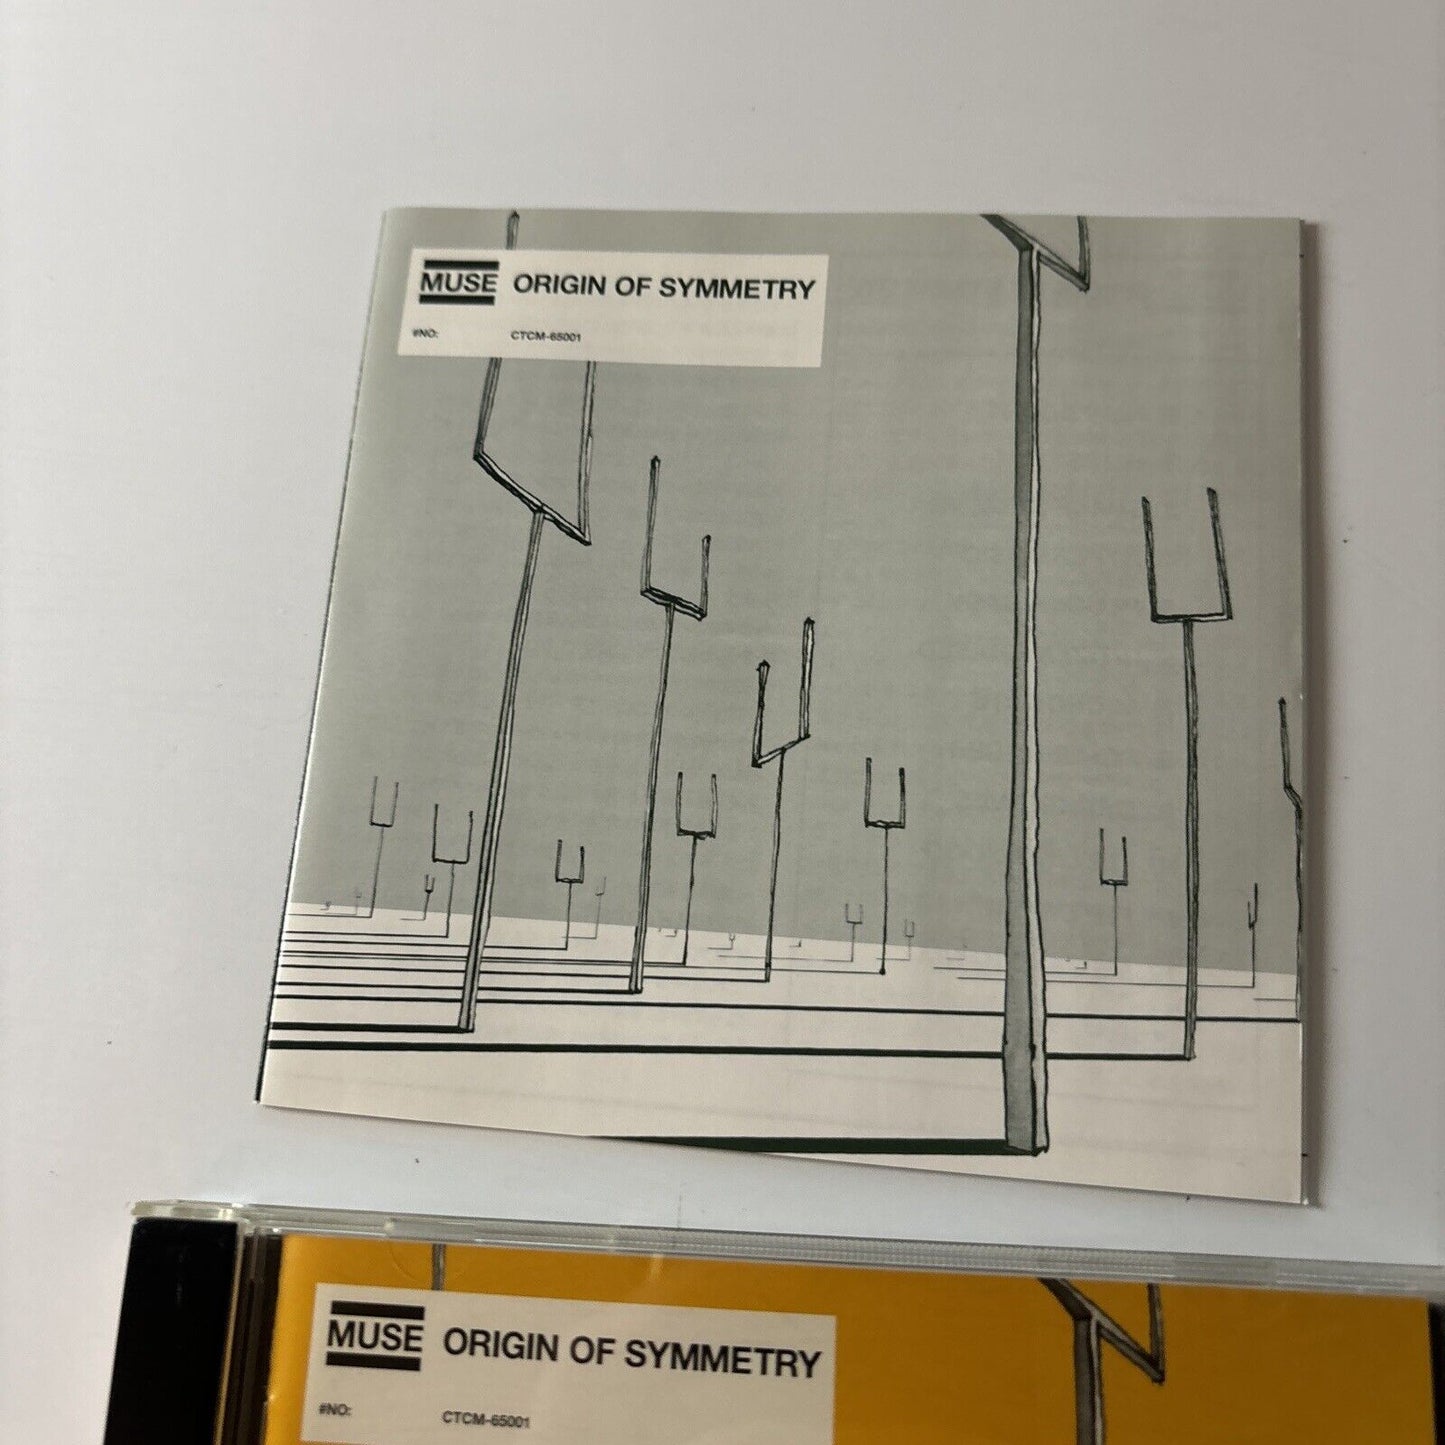 MUSE ORIGIN OF SYMMETRY
#NO: CTCM-65001
MUSE ORIGIN OF SYMMETRY
#NO: CTCM-65001